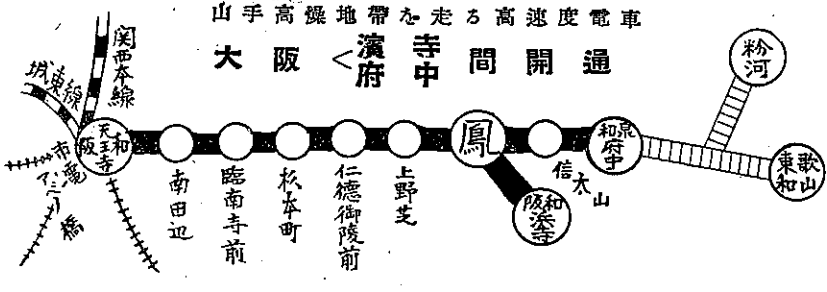 山手高燥地帶を走る高速度電車
大阪<濱寺府中間開通
関西本線
城東線
阪和天王寺
市電
橋
南田辺
臨南寺前
杉本町
仁徳御陵前
上野芝
鳳
信太山
和泉府中
阪和浜寺
粉河
東和歌山